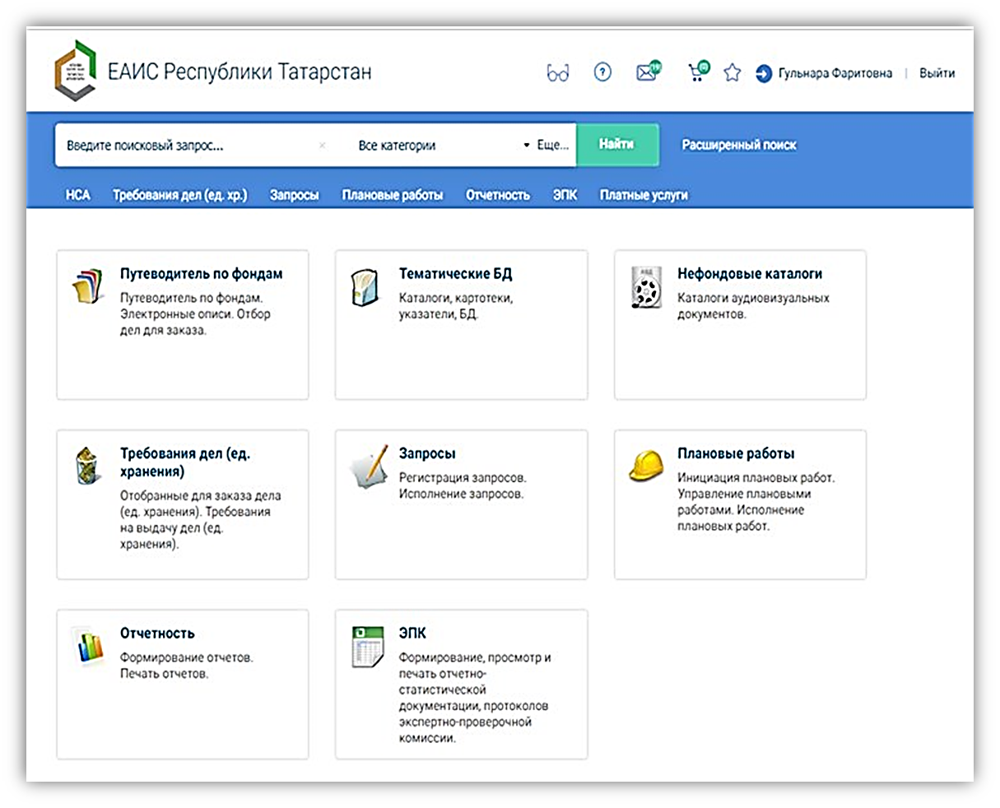 ЕАИС Республики Татарстан
Гульнара Фаритовна | Выйти
Введите поисковый запрос... × Все категории Еще... Найти Расширенный поиск
НСА Требования дел (ед. хр.) Запросы Плановые работы Отчетность ЭПК Платные услуги
Путеводитель по фондам
Путеводитель по фондам.
Электронные описи. Отбор
дел для заказа.
Тематические БД
Каталоги, картотеки,
указатели, БД.
Нефондовые каталоги
Каталоги аудиовизуальных
документов.
Требования дел (ед.
хранения)
Отобранные для заказа дела
(ед. хранения). Требования
на выдачу дел (ед.
хранения).
Запросы
Регистрация запросов.
Исполнение запросов.
Плановые работы
Инициация плановых работ.
Управление плановыми
работами. Исполнение
плановых работ.
Отчетность
Формирование отчетов.
Печать отчетов.
ЭПК
Формирование, просмотр и
печать отчетно-
статистической
документации, протоколов
экспертно-проверочной
комиссии.